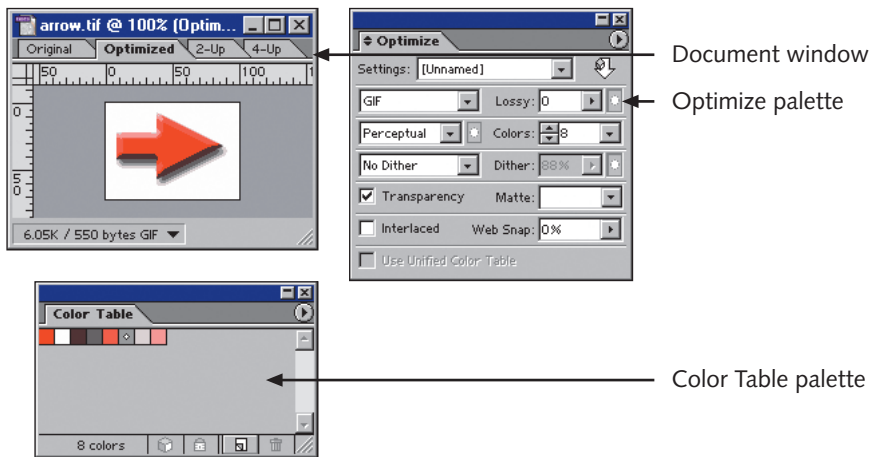 arrow.tif @ 100% (Optim...
Original Optimized 2-Up 4-Up
50 0 50 100 1
0
50
6.05K / 550 bytes GIF
Optimize
Settings: [Unnamed]
GIF Lossy: 0
Perceptual Colors: 8
No Dither Dither: 88%
Transparency Matte:
Interlaced Web Snap: 0%
Use Unified Color Table
Document window
Optimize palette
Color Table
8 colors
Color Table palette